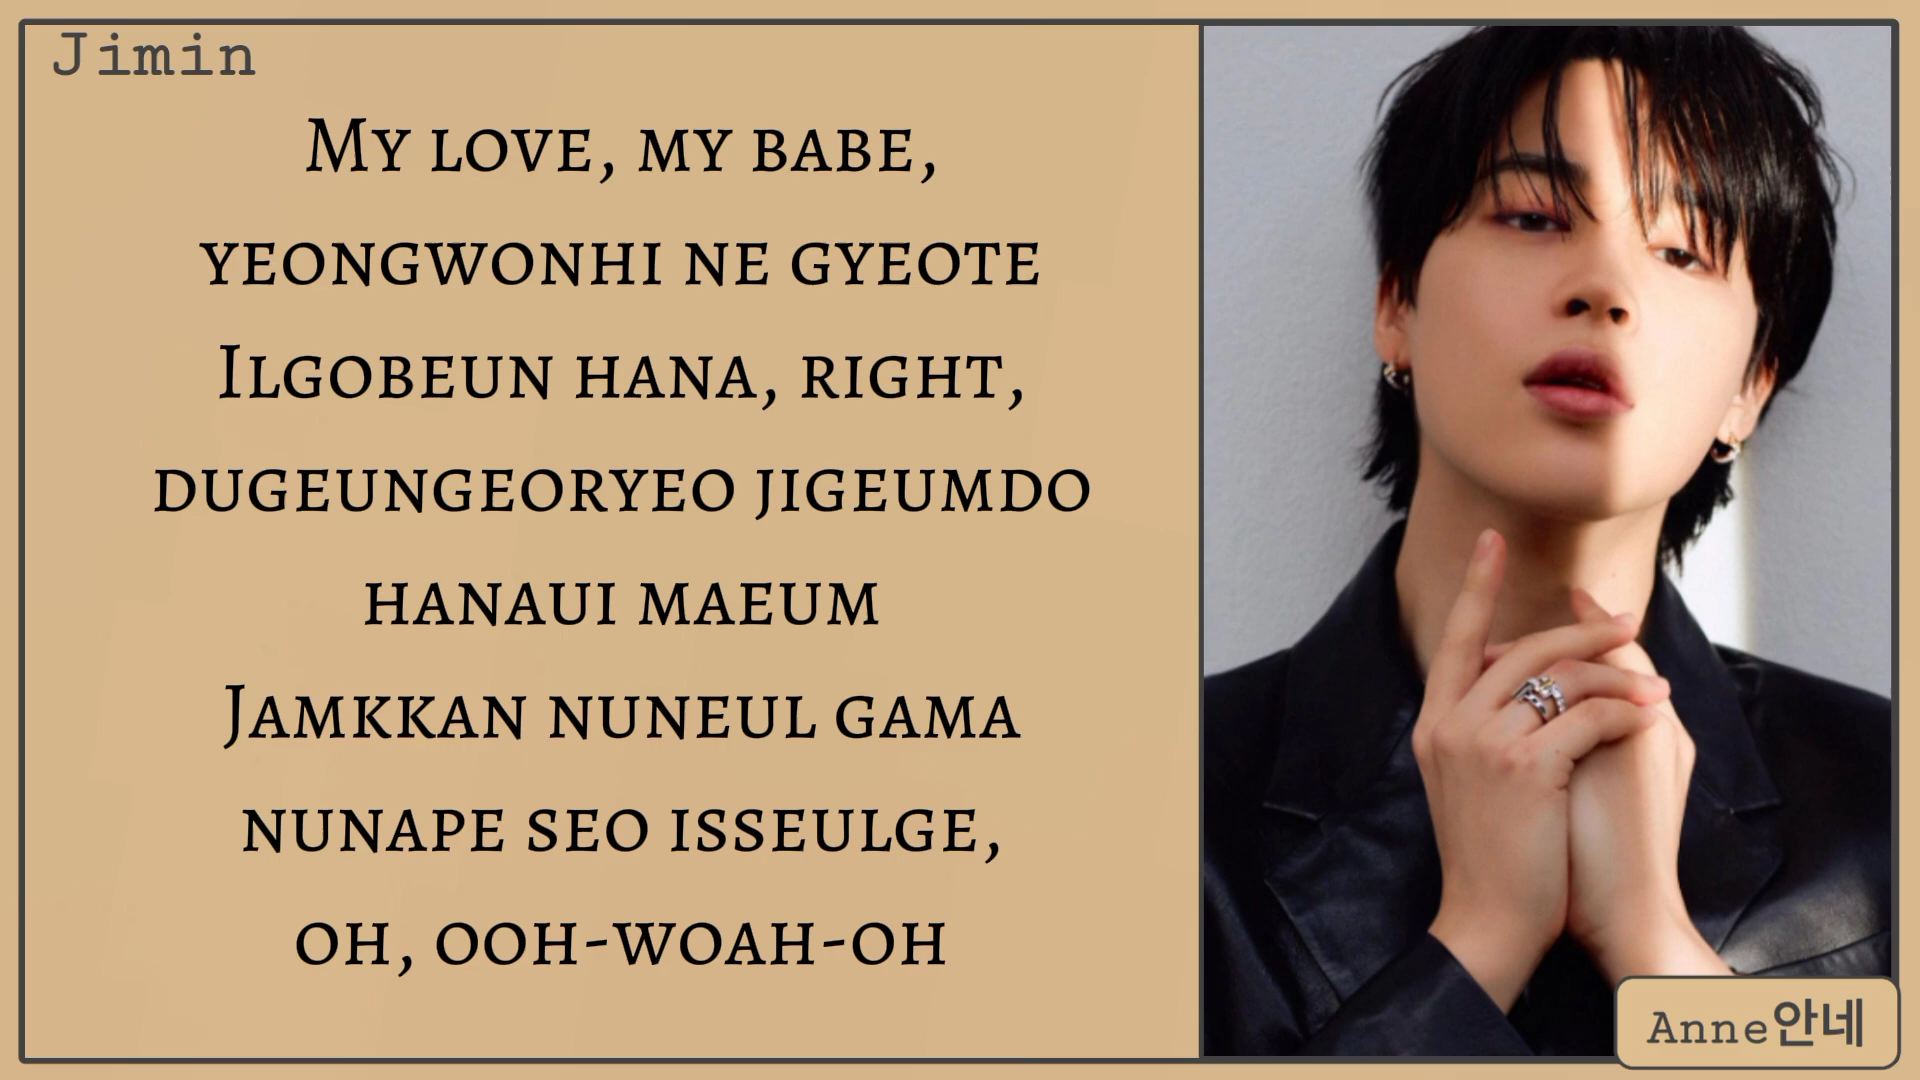 Jimin
My love, my babe,
yeongwonhi ne gyeote
Ilgobeun hana, right,
dugeungeoryeo jigeumdo
hanaui maeum
Jamkkan nuneul gama
nunape seo isseulge,
oh, ooh-woah-oh
Anne안네